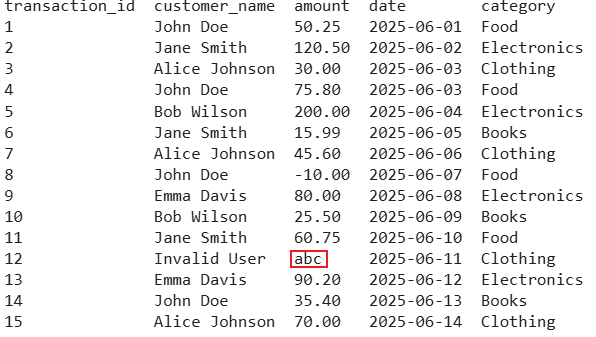 transaction_id customer_name amount date category
1 John Doe 50.25 2025-06-01 Food
2 Jane Smith 120.50 2025-06-02 Electronics
3 Alice Johnson 30.00 2025-06-03 Clothing
4 John Doe 75.80 2025-06-03 Food
5 Bob Wilson 200.00 2025-06-04 Electronics
6 Jane Smith 15.99 2025-06-05 Books
7 Alice Johnson 45.60 2025-06-06 Clothing
8 John Doe -10.00 2025-06-07 Food
9 Emma Davis 80.00 2025-06-08 Electronics
10 Bob Wilson 25.50 2025-06-09 Books
11 Jane Smith 60.75 2025-06-10 Food
12 Invalid User abc 2025-06-11 Clothing
13 Emma Davis 90.20 2025-06-12 Electronics
14 John Doe 35.40 2025-06-13 Books
15 Alice Johnson 70.00 2025-06-14 Clothing